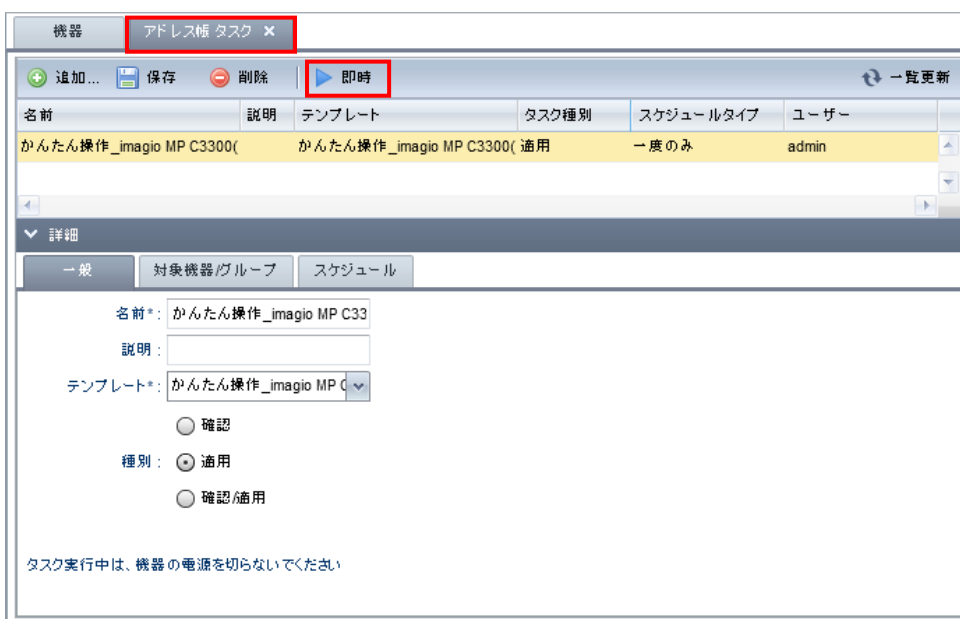 機器 アドレス帳 タスク ×
追加... 保存 削除 即時 一覧更新
名前 説明 テンプレート タスク種別 スケジュールタイプ ユーザー
かんたん操作_imagio MP C3300( かんたん操作_imagio MP C3300( 適用 一度のみ admin
詳細
一般 対象機器/グループ スケジュール
名前*: かんたん操作_imagio MP C33
説明 :
テンプレート*: かんたん操作_imagio MP C
確認
種別 : 適用
確認/適用
タスク実行中は、機器の電源を切らないでください